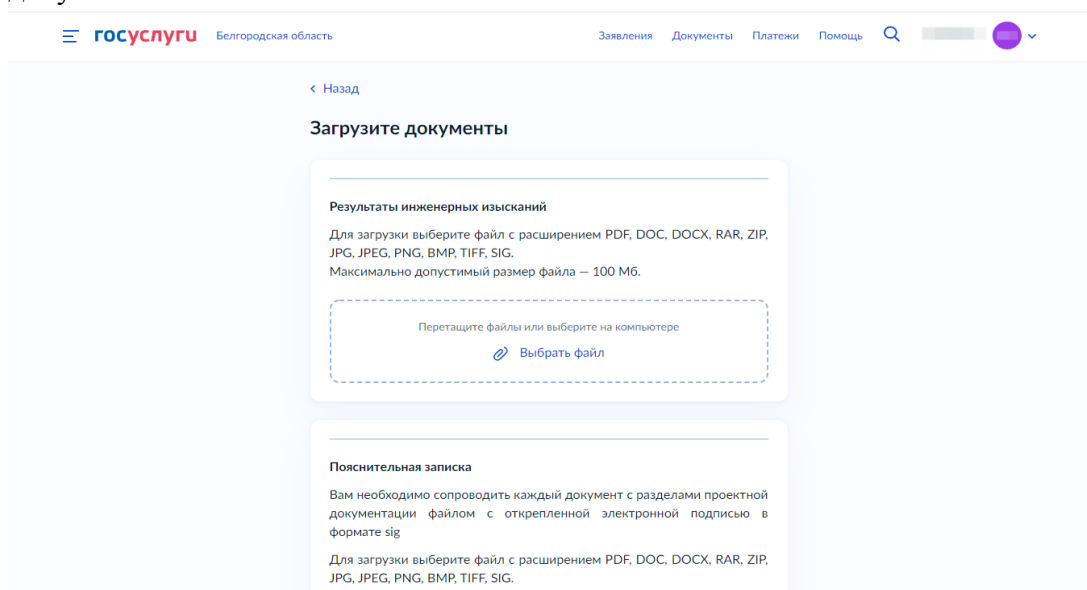 госуслуги Белгородская область Заявления Документы Платежи Помощь
Назад
Загрузите документы
Результаты инженерных изысканий
Для загрузки выберите файл с расширением PDF, DOC, DOCX, RAR, ZIP,
JPG, JPEG, PNG, BMP, TIFF, SIG.
Максимально допустимый размер файла — 100 Мб.
Перетащите файлы или выберите на компьютере
Выбрать файл
Пояснительная записка
Вам необходимо сопроводить каждый документ с разделами проектной
документации файлом с открепленной электронной подписью в
формате sig
Для загрузки выберите файл с расширением PDF, DOC, DOCX, RAR, ZIP,
JPG, JPEG, PNG, BMP, TIFF, SIG.